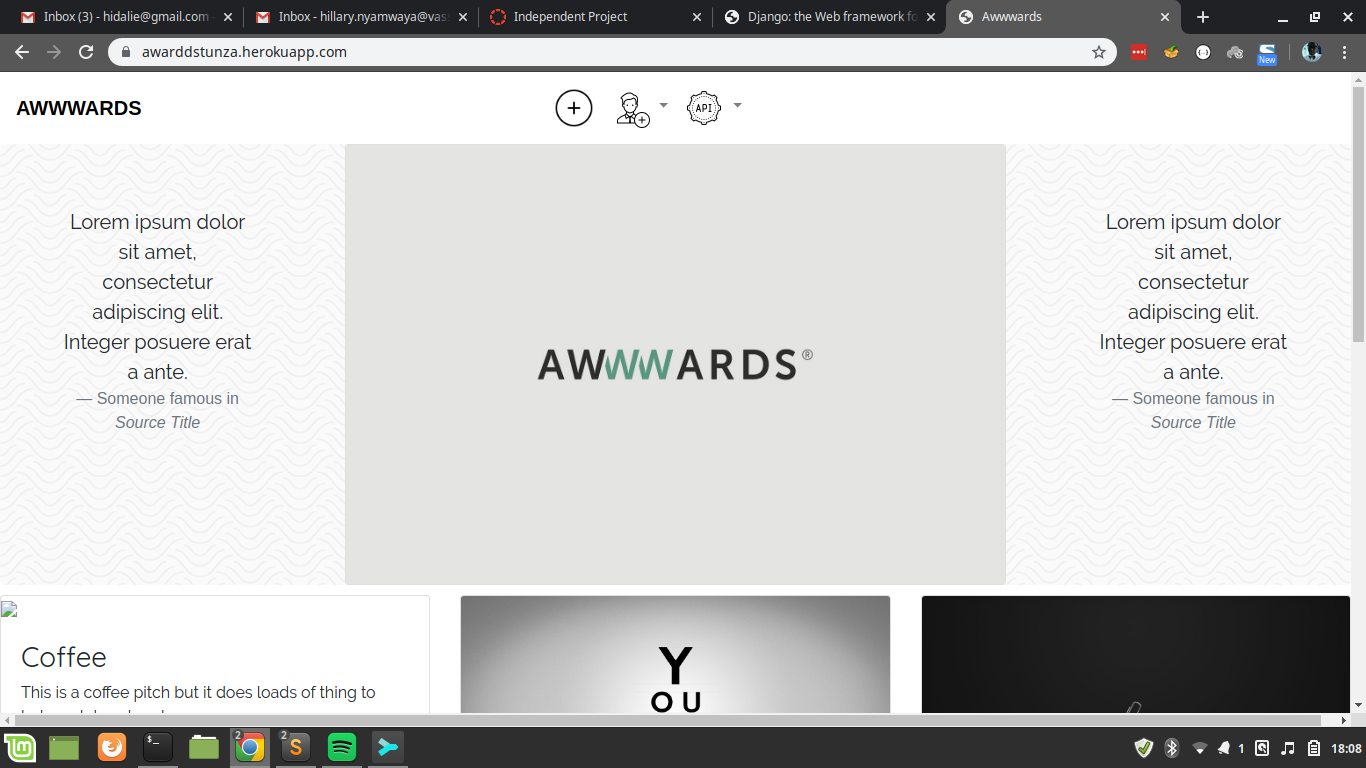 Inbox (3) - hidalie@gmail.com -
Inbox - hillary.nyamwaya@vas
Independent Project
Django: the Web framework fo
Awwwards
awarddstunza.herokuapp.com
New
AWWWARDS
API
Lorem ipsum dolor
sit amet,
consectetur
adipiscing elit.
Integer posuere erat
a ante.
— Someone famous in
Source Title
AWWWARDS®
Lorem ipsum dolor
sit amet,
consectetur
adipiscing elit.
Integer posuere erat
a ante.
— Someone famous in
Source Title
Coffee
This is a coffee pitch but it does loads of thing to
Y
OU
2
2
S
1
18:08